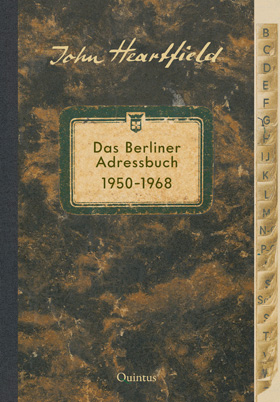 John Heartfield
Das Berliner
Adressbuch
1950-1968
Quintus
B
C
D
E
F
G
H
I
J
K
L
M
N
P
S
S
T